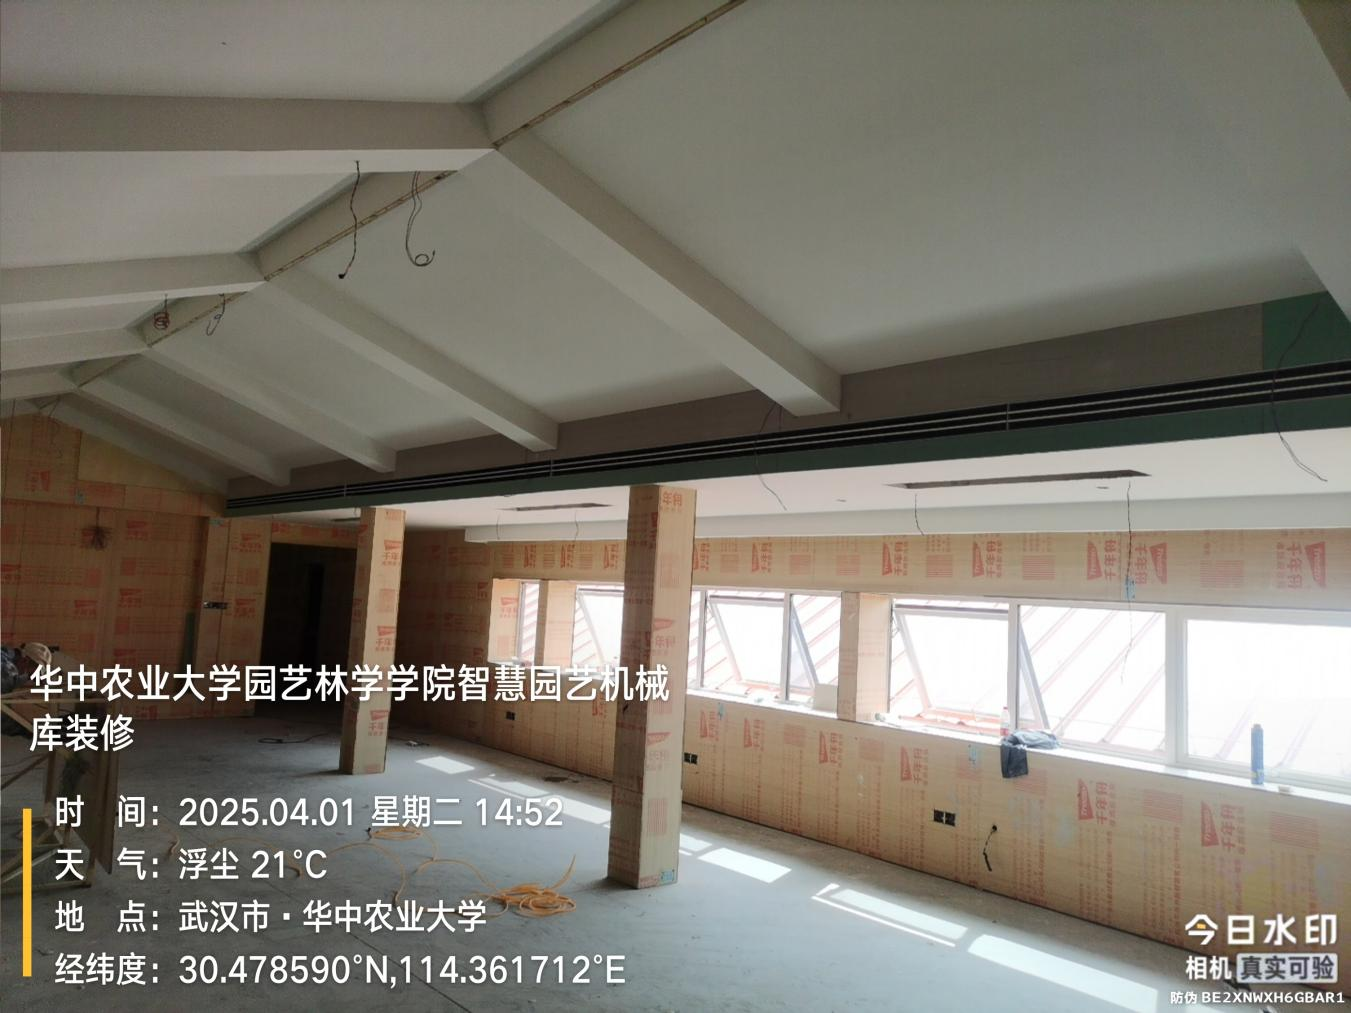 华中农业大学园艺林学学院智慧园艺机械
库装修
时 间：2025.04.01 星期二 14:52
天 气：浮尘 21°C
地 点：武汉市·华中农业大学
经纬度：30.478590°N,114.361712°E
今日水印
相机 真实可验
防伪 BE2XNWXH6GBAR1
千年舟